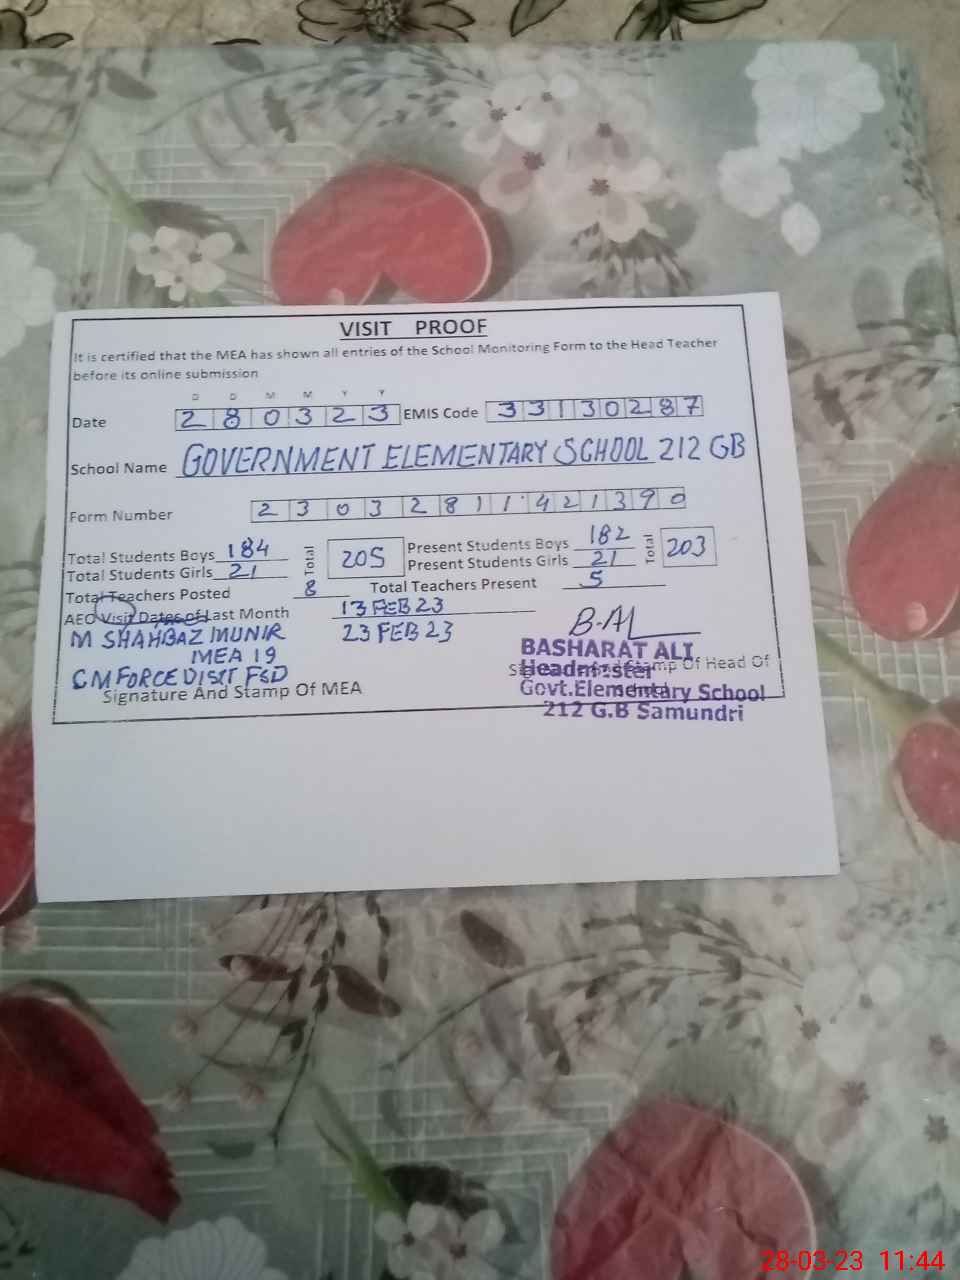 VISIT PROOF
It is certified that the MEA has shown all entries of the School Monitoring Form to the Head Teacher
before its online submission
D D M M Y Y
Date 2 8 0 3 2 3 EMIS Code 3 3 1 3 0 2 8 7
School Name GOVERNMENT ELEMENTARY SCHOOL 212 GB
Form Number 2 3 0 3 2 8 1 1 4 2 1 3 9 0
Total Students Boys 184 Total 205 Present Students Boys 182 Total 203
Total Students Girls 21 Present Students Girls 21
Total Teachers Posted 8 Total Teachers Present 5
AEO Visit Dates of Last Month 13 FEB 23
23 FEB 23
M SHAHBAZ MUNIR
MEA 19
CM FORCE DISTT FSD
Signature And Stamp Of MEA
BASHARAT ALI
Headmaster
Stamp Of Head Of
Govt.Elementary School
212 G.B Samundri
28-03-23 11:44